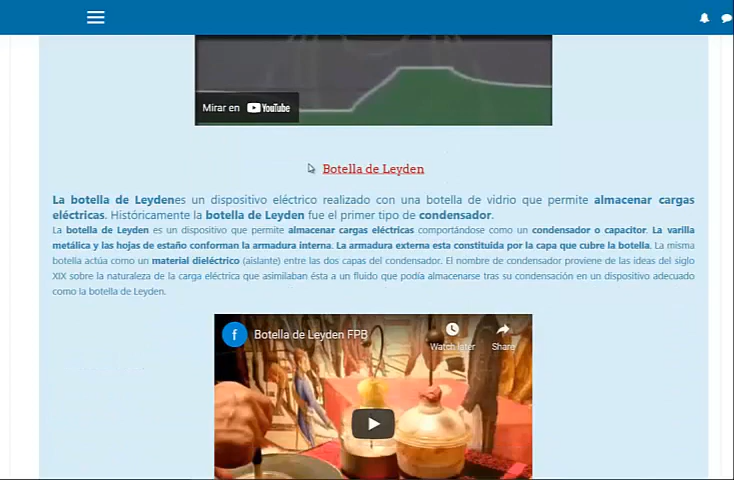 Mirar en YouTube
Botella de Leyden
La botella de Leydenes un dispositivo eléctrico realizado con una botella de vidrio que permite almacenar cargas
eléctricas. Históricamente la botella de Leyden fue el primer tipo de condensador.
La botella de Leyden es un dispositivo que permite almacenar cargas eléctricas comportándose como un condensador o capacitor. La varilla
metálica y las hojas de estaño conforman la armadura interna. La armadura externa esta constituida por la capa que cubre la botella. La misma
botella actúa como un material dieléctrico (aislante) entre las dos capas del condensador. El nombre de condensador proviene de las ideas del siglo
XIX sobre la naturaleza de la carga eléctrica que asimilaban ésta a un fluido que podía almacenarse tras su condensación en un dispositivo adecuado
como la botella de Leyden.
f Botella de Leyden FPB
Watch later Share